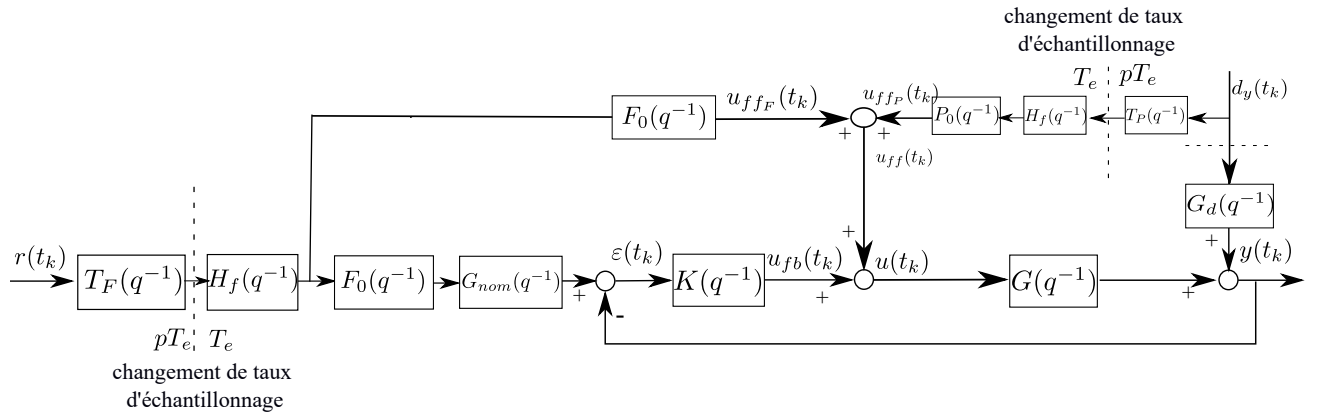 changement de taux
d'échantillonnage
T_e pT_e
d_y(t_k)
u_{ff_F}(t_k)
u_{ff_P}(t_k)
F_0(q^{-1})
P_0(q^{-1})
H_f(q^{-1})
T_P(q^{-1})
+ +
u_{ff}(t_k)
G_d(q^{-1})
+ +
r(t_k)
ε(t_k)
u_{fb}(t_k)
u(t_k)
y(t_k)
T_F(q^{-1})
H_f(q^{-1})
F_0(q^{-1})
G_{nom}(q^{-1})
K(q^{-1})
G(q^{-1})
+ + +
-
pT_e T_e
changement de taux
d'échantillonnage